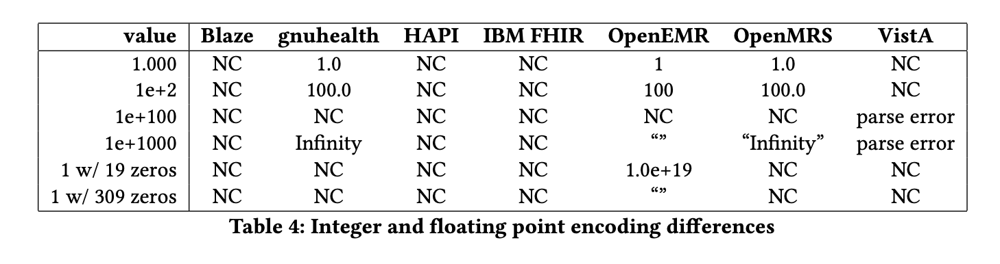 value Blaze gnuhealth HAPI IBM FHIR OpenEMR OpenMRS VistA
1.000 NC 1.0 NC NC 1 1.0 NC
1e+2 NC 100.0 NC NC 100 100.0 NC
1e+100 NC NC NC NC NC NC parse error
1e+1000 NC Infinity NC NC “” “Infinity” parse error
1 w/ 19 zeros NC NC NC NC 1.0e+19 NC NC
1 w/ 309 zeros NC NC NC NC “” NC NC
Table 4: Integer and floating point encoding differences